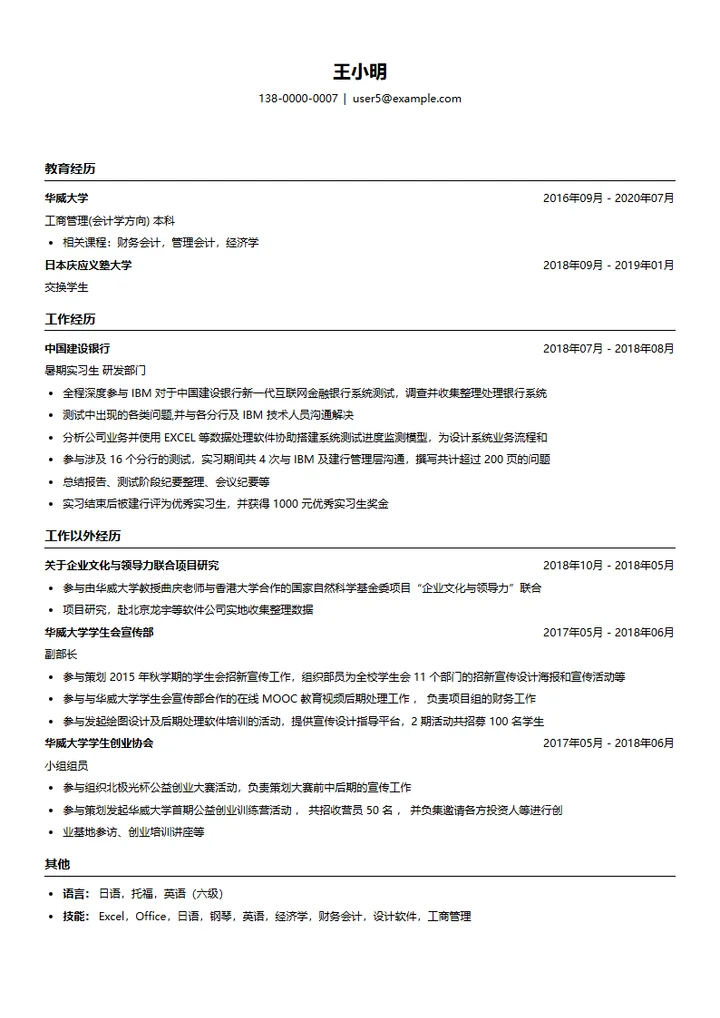 王小明
138-0000-0007 | user5@example.com
教育经历
华威大学 2016年09月 - 2020年07月
工商管理(会计学方向) 本科
• 相关课程：财务会计，管理会计，经济学
日本庆应义塾大学 2018年09月 - 2019年01月
交换学生
工作经历
中国建设银行 2018年07月 - 2018年08月
暑期实习生 研发部门
• 全程深度参与 IBM 对于中国建设银行新一代互联网金融银行系统测试，调查并收集整理处理银行系统
• 测试中出现的各类问题,并与各分行及 IBM 技术人员沟通解决
• 分析公司业务并使用 EXCEL 等数据处理软件协助搭建系统测试进度监测模型，为设计系统业务流程和
• 参与涉及 16 个分行的测试，实习期间共 4 次与 IBM 及建行管理层沟通，撰写共计超过 200 页的问题
• 总结报告、测试阶段纪要整理、会议纪要等
• 实习结束后被建行评为优秀实习生，并获得 1000 元优秀实习生奖金
工作以外经历
关于企业文化与领导力联合项目研究 2018年10月 - 2018年05月
• 参与由华威大学教授曲庆老师与香港大学合作的国家自然科学基金委项目“企业文化与领导力”联合
• 项目研究，赴北京龙宇等软件公司实地收集整理数据
华威大学学生会宣传部 2017年05月 - 2018年06月
副部长
• 参与策划 2015 年秋学期的学生会招新宣传工作，组织部员为全校学生会 11 个部门的招新宣传设计海报和宣传活动等
• 参与与华威大学学生会宣传部合作的在线 MOOC 教育视频后期处理工作 ， 负责项目组的财务工作
• 参与发起绘图设计及后期处理软件培训的活动，提供宣传设计指导平台，2 期活动共招募 100 名学生
华威大学学生创业协会 2017年05月 - 2018年06月
小组组员
• 参与组织北极光杯公益创业大赛活动，负责策划大赛前中后期的宣传工作
• 参与策划发起华威大学首期公益创业训练营活动 ， 共招收营员 50 名 ， 并负集邀请各方投资人等进行创
• 业基地参访、创业培训讲座等
其他
• 语言： 日语，托福，英语（六级）
• 技能： Excel，Office，日语，钢琴，英语，经济学，财务会计，设计软件，工商管理